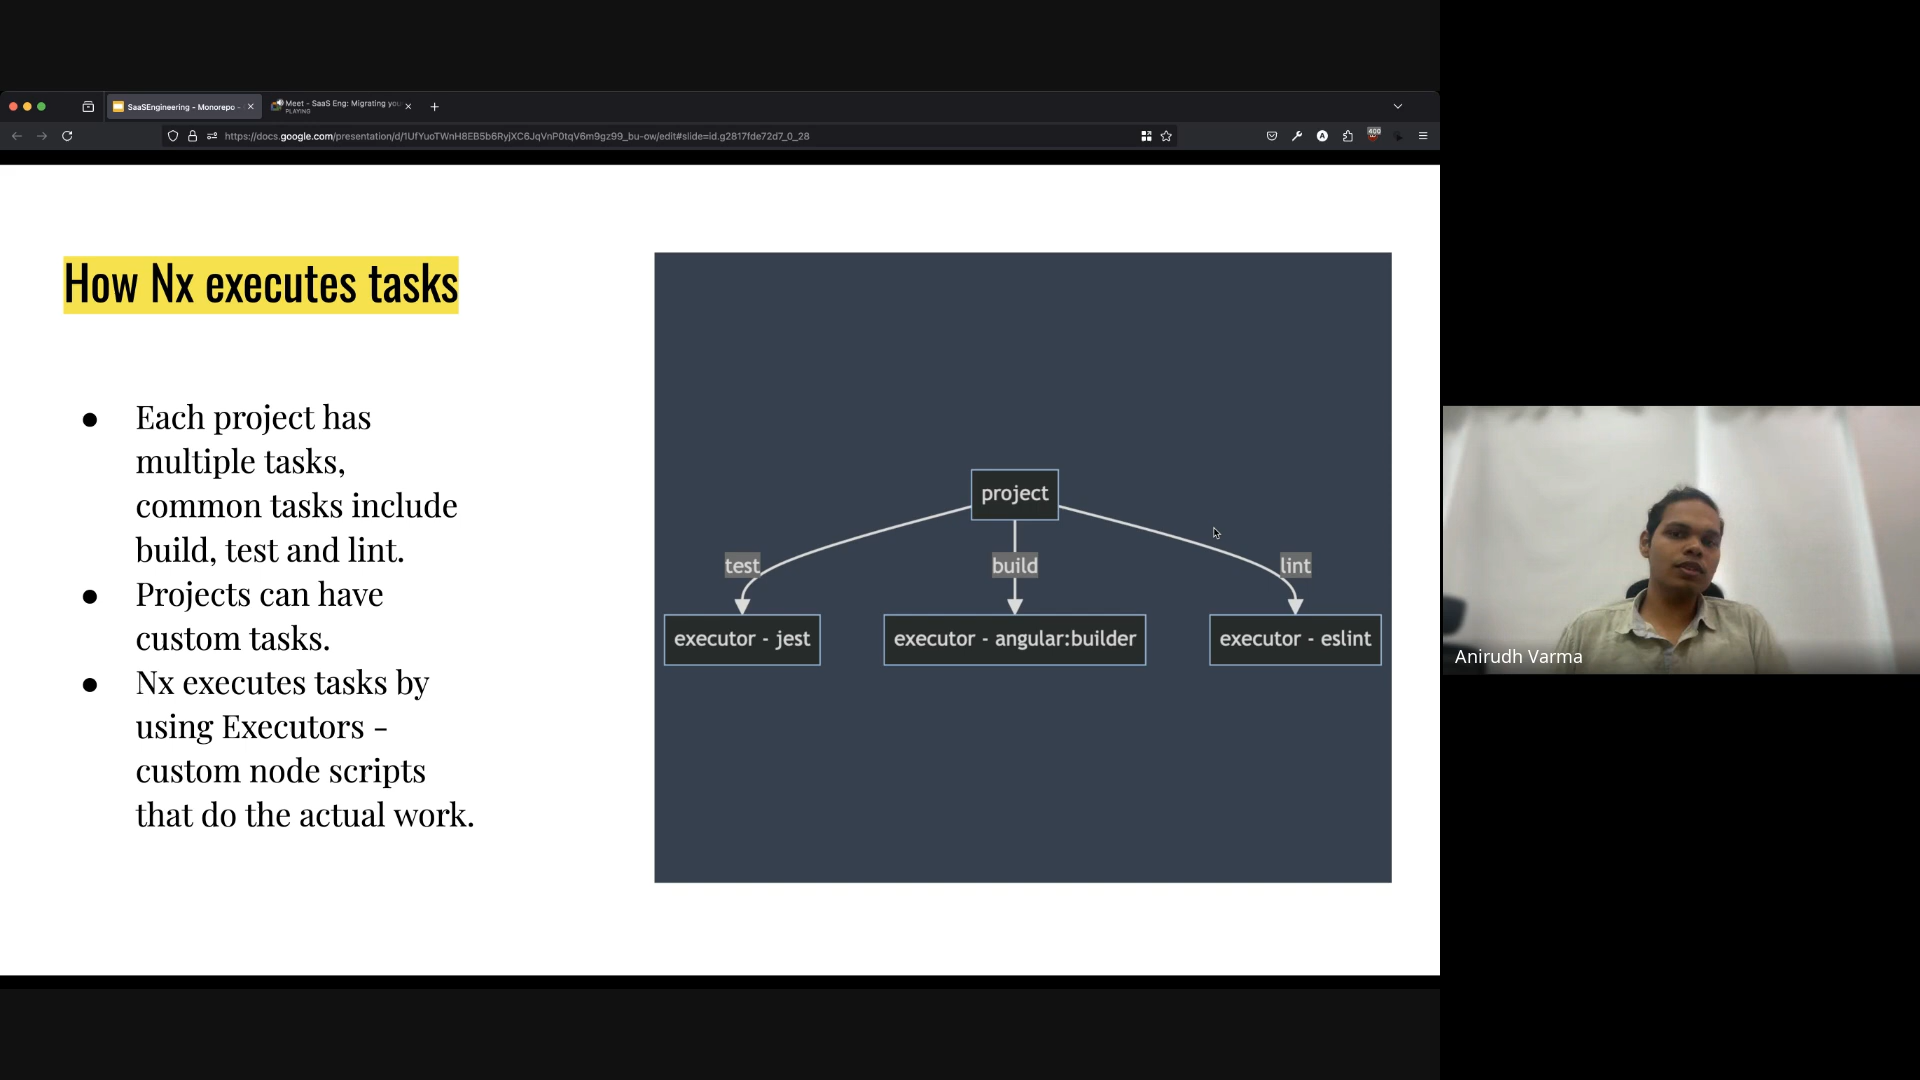 SaaSEngineering - Monorepo -
Meet - SaaS Eng: Migrating you
PLAYING
https://docs.google.com/presentation/d/1UfYuoTWnH8EB5b6RyjXC6JqVnP0tqV6m9gz99_bu-ow/edit#slide=id.g2817fde72d7_0_28
A
400
How Nx executes tasks
● Each project has
multiple tasks,
common tasks include
build, test and lint.
● Projects can have
custom tasks.
● Nx executes tasks by
using Executors -
custom node scripts
that do the actual work.
project
test
build
lint
executor - jest
executor - angular:builder
executor - eslint
Anirudh Varma